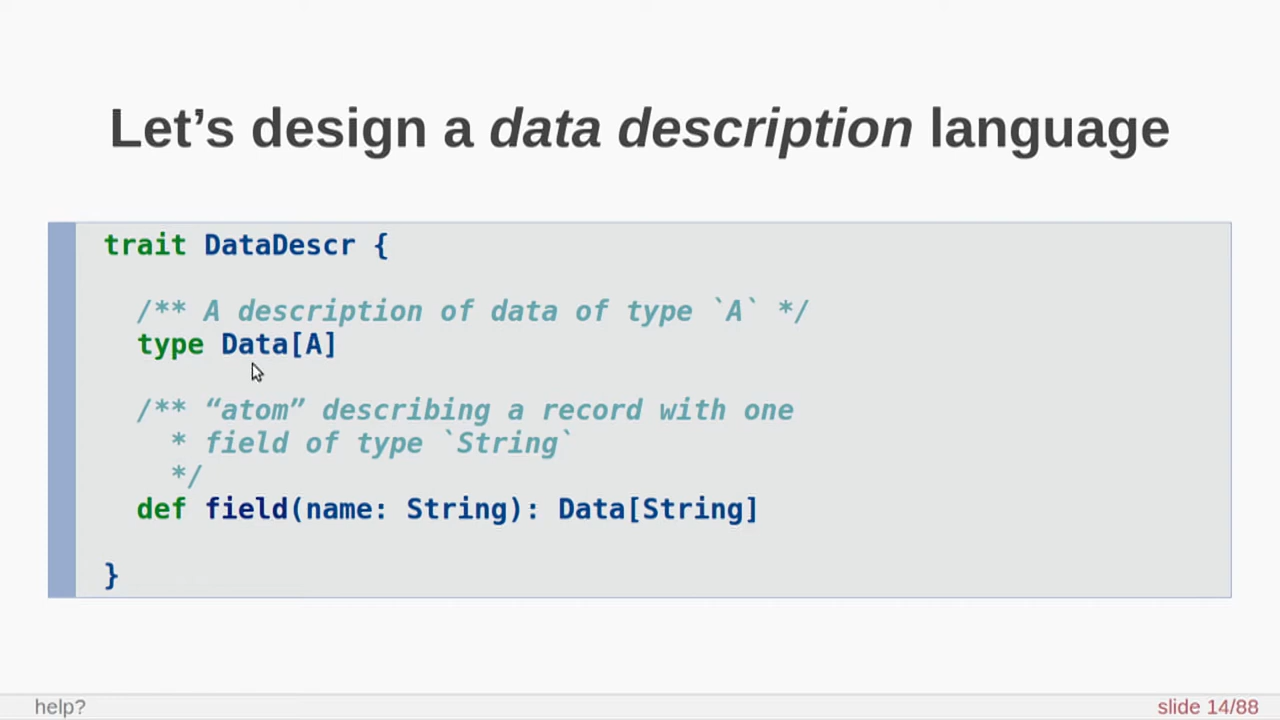 Let’s design a data description language
trait DataDescr {
/** A description of data of type `A` */
type Data[A]
/** “atom” describing a record with one
* field of type `String`
*/
def field(name: String): Data[String]
}
help?
slide 14/88